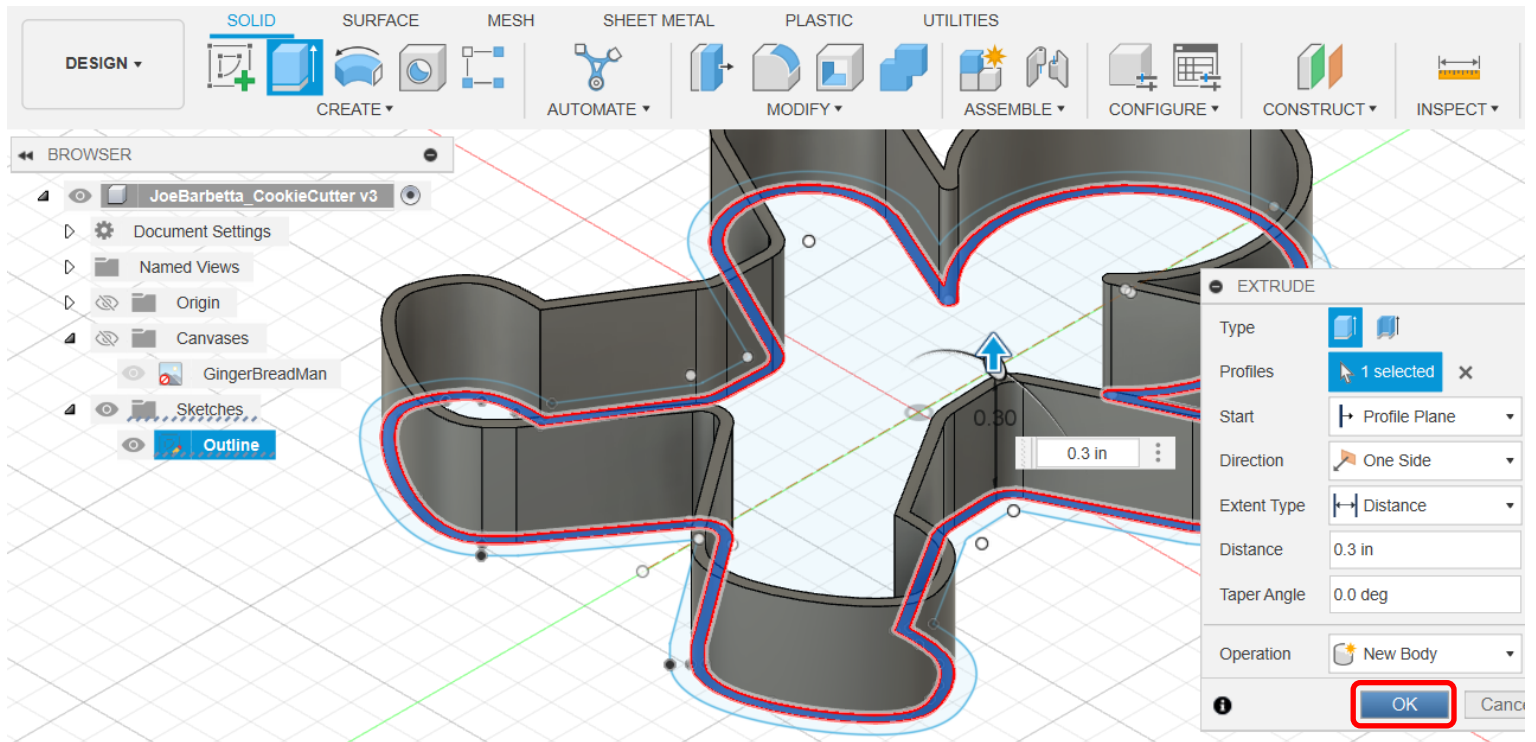 SOLID SURFACE MESH SHEET METAL PLASTIC UTILITIES
DESIGN
CREATE AUTOMATE MODIFY ASSEMBLE CONFIGURE CONSTRUCT INSPECT
BROWSER
JoeBarbetta_CookieCutter v3
Document Settings
Named Views
Origin
Canvases
GingerBreadMan
Sketches
Outline
0.30
0.3 in
EXTRUDE
Type
Profiles 1 selected
Start Profile Plane
Direction One Side
Extent Type Distance
Distance 0.3 in
Taper Angle 0.0 deg
Operation New Body
OK Cance